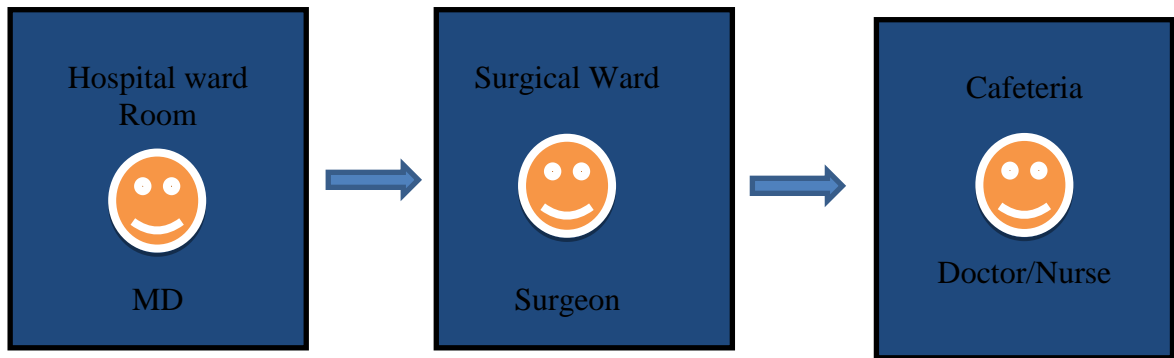 Hospital ward
Room
MD
Surgical Ward
Surgeon
Cafeteria
Doctor/Nurse